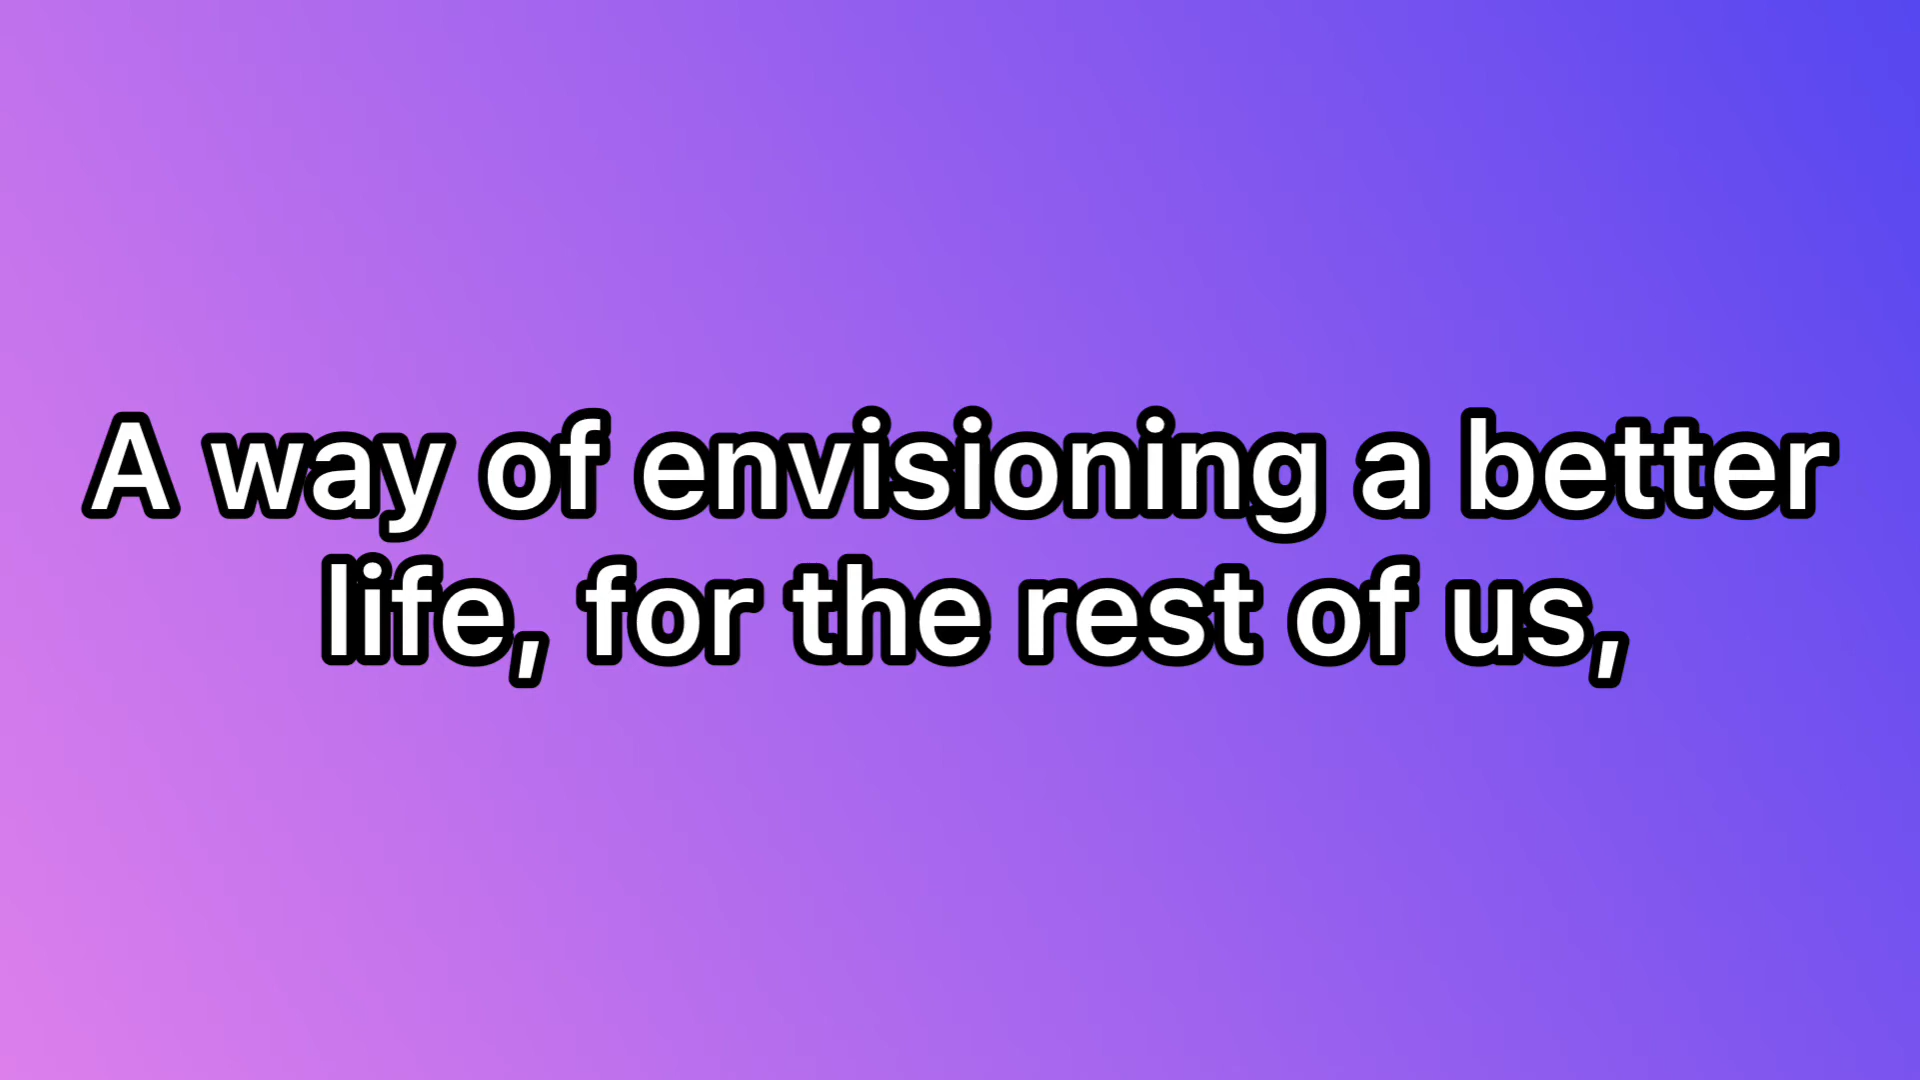 A way of envisioning a better
life, for the rest of us,